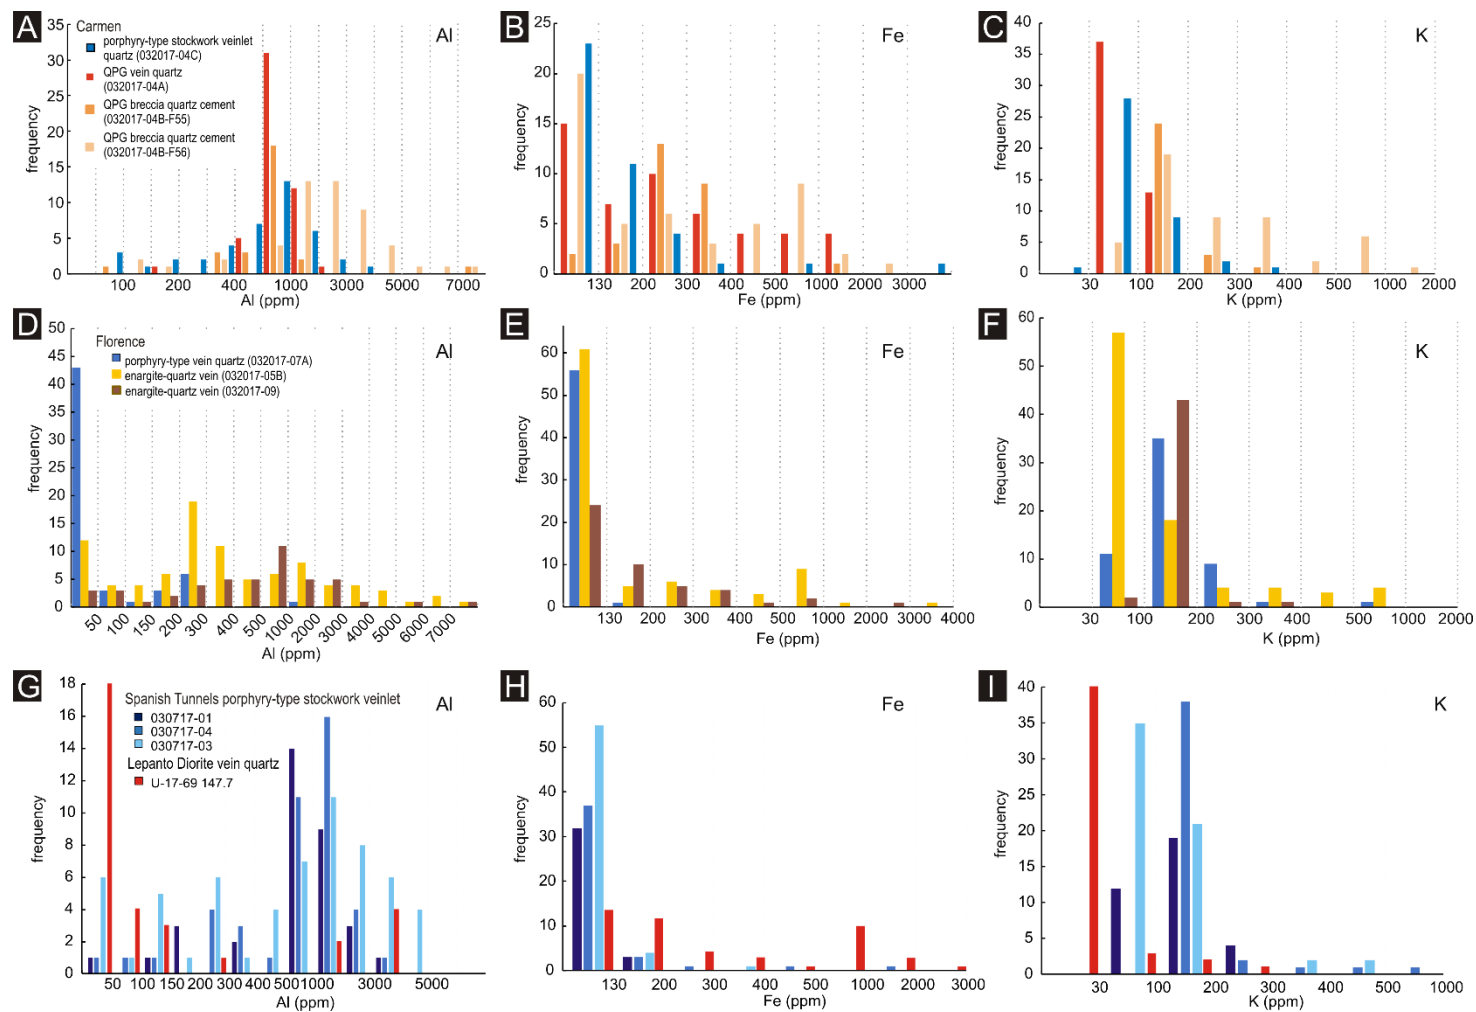 A
Carmen
porphyry-type stockwork veinlet
quartz (032017-04C)
QPG vein quartz
(032017-04A)
QPG breccia quartz cement
(032017-04B-F55)
QPG breccia quartz cement
(032017-04B-F56)
Al
frequency
35
30
25
20
15
10
5
0
100 200 400 1000 3000 5000 7000
Al (ppm)
B
Fe
frequency
25
20
15
10
5
0
130 200 300 400 500 1000 2000 3000
Fe (ppm)
C
K
frequency
40
35
30
25
20
15
10
5
0
30 100 200 300 400 500 1000 2000
K (ppm)
D
Florence
porphyry-type vein quartz (032017-07A)
enargite-quartz vein (032017-05B)
enargite-quartz vein (032017-09)
Al
frequency
50
45
40
35
30
25
20
15
10
5
0
50 100 150 200 300 400 500 1000 2000 3000 4000 5000 6000 7000
Al (ppm)
E
Fe
frequency
60
50
40
30
20
10
0
130 200 300 400 500 1000 2000 3000 4000
Fe (ppm)
F
K
frequency
60
50
40
30
20
10
0
30 100 200 300 400 500 1000 2000
K (ppm)
G
Spanish Tunnels porphyry-type stockwork veinlet
030717-01
030717-04
030717-03
Lepanto Diorite vein quartz
U-17-69 147.7
Al
frequency
18
16
14
12
10
8
6
4
2
0
50 100 150 200 300 400 500 1000 3000 5000
Al (ppm)
H
Fe
frequency
60
50
40
30
20
10
0
130 200 300 400 500 1000 2000 3000
Fe (ppm)
I
K
frequency
40
35
30
25
20
15
10
5
0
30 100 200 300 400 500 1000
K (ppm)